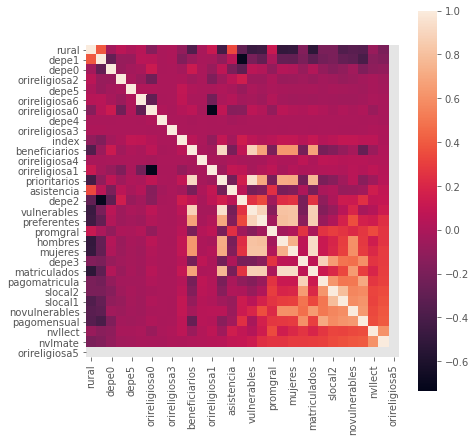 rural
depe1
depe0
orireligiosa2
depe5
orireligiosa6
orireligiosa0
depe4
orireligiosa3
index
beneficiarios
orireligiosa4
orireligiosa1
prioritarios
asistencia
depe2
vulnerables
preferentes
promgral
hombres
mujeres
depe3
matriculados
pagomatricula
slocal2
slocal1
novulnerables
pagomensual
nvllect
nvlmate
orireligiosa5
rural
depe0
depe5
orireligiosa0
orireligiosa3
beneficiarios
orireligiosa1
asistencia
vulnerables
promgral
mujeres
matriculados
slocal2
novulnerables
nvllect
orireligiosa5
1.0
0.8
0.6
0.4
0.2
0.0
−0.2
−0.4
−0.6